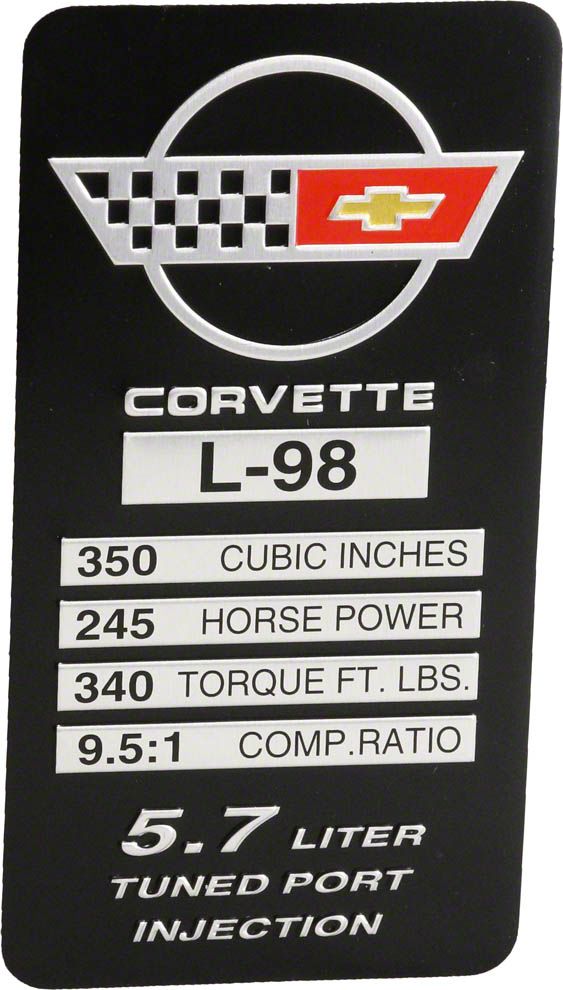 CORVETTE
L-98
350 CUBIC INCHES
245 HORSE POWER
340 TORQUE FT. LBS.
9.5:1 COMP.RATIO
5.7 LITER
TUNED PORT
INJECTION